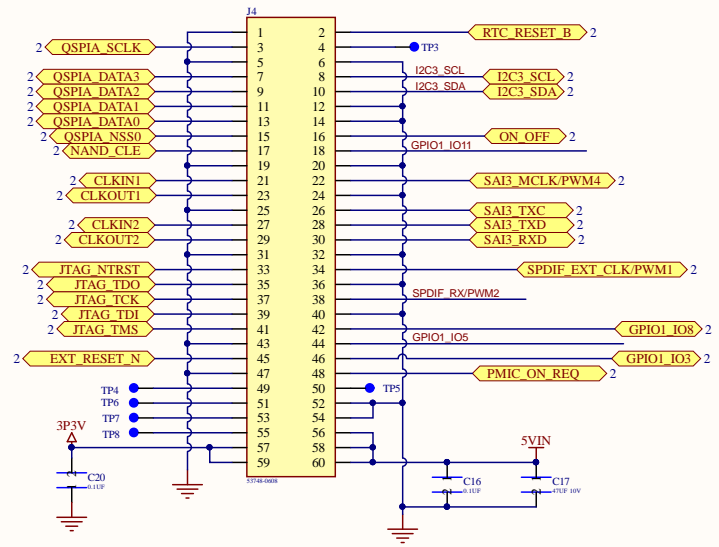 J4
1 2 RTC_RESET_B 2
2 QSPIA_SCLK 3 4 TP3
5 6
2 QSPIA_DATA3 7 8 I2C3_SCL I2C3_SCL 2
2 QSPIA_DATA2 9 10 I2C3_SDA I2C3_SDA 2
2 QSPIA_DATA1 11 12
2 QSPIA_DATA0 13 14
2 QSPIA_NSS0 15 16 ON_OFF 2
2 NAND_CLE 17 18 GPIO1_IO11
19 20
2 CLKIN1 21 22 SAI3_MCLK/PWM4 2
2 CLKOUT1 23 24
25 26 SAI3_TXC 2
2 CLKIN2 27 28 SAI3_TXD 2
2 CLKOUT2 29 30 SAI3_RXD 2
31 32
2 JTAG_NTRST 33 34 SPDIF_EXT_CLK/PWM1 2
2 JTAG_TDO 35 36
2 JTAG_TCK 37 38 SPDIF_RX/PWM2
2 JTAG_TDI 39 40
2 JTAG_TMS 41 42 GPIO1_IO8 2
43 44 GPIO1_IO5
2 EXT_RESET_N 45 46 GPIO1_IO3 2
47 48 PMIC_ON_REQ 2
TP4 49 50 TP5
TP6 51 52
TP7 53 54
TP8 55 56
3P3V 57 58 5VIN
59 60
53748-0608
1 2 C20 0.1UF
1 2 C16 0.1UF
1 2 C17 47UF 10V